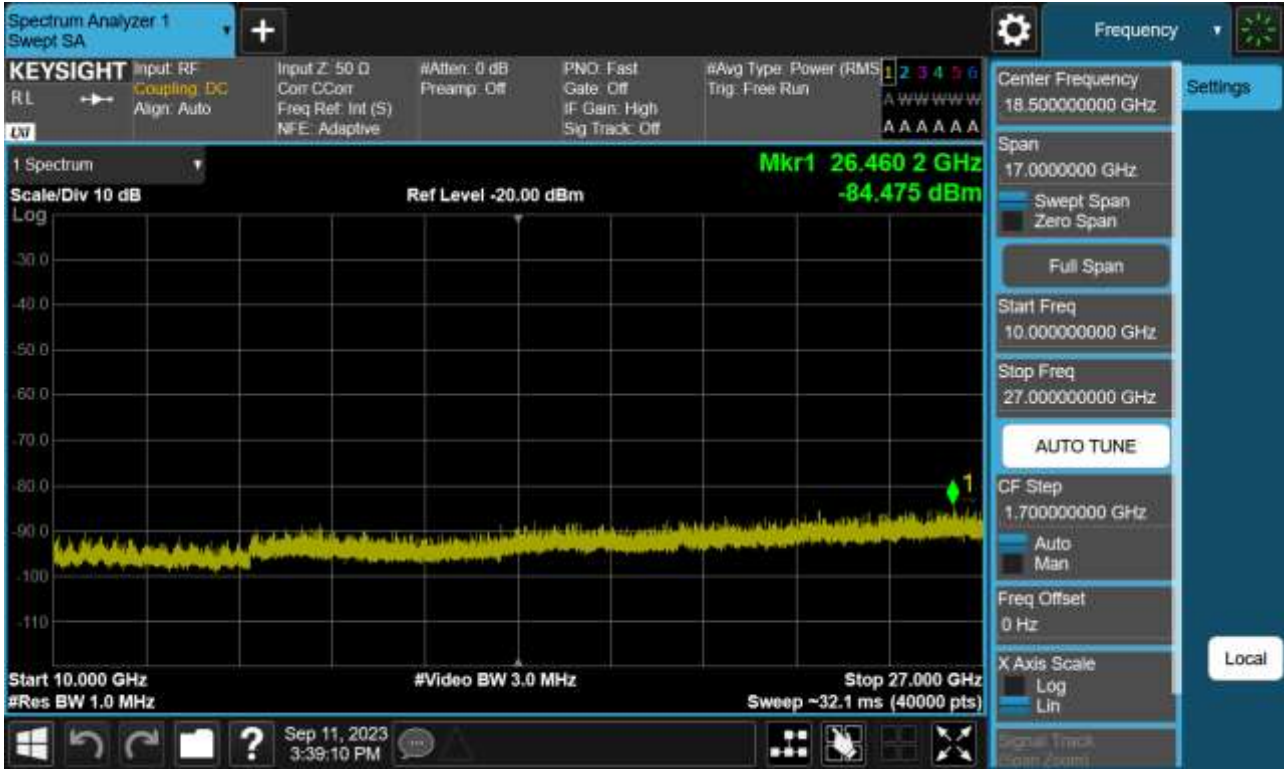 Spectrum Analyzer 1
Swept SA
+
Frequency
KEYSIGHT
RL
LXI
Input: RF
Coupling: DC
Align: Auto
Input Z: 50 Ω
Corr CCorr
Freq Ref: Int (S)
NFE: Adaptive
#Atten: 0 dB
Preamp: Off
PNO: Fast
Gate: Off
IF Gain: High
Sig Track: Off
#Avg Type: Power (RMS
Trig: Free Run
1 2 3 4 5 6
A W W W W W
A A A A A A
1 Spectrum
Scale/Div 10 dB
Log
Ref Level -20.00 dBm
Mkr1 26.460 2 GHz
-84.475 dBm
-30.0
-40.0
-50.0
-60.0
-70.0
-80.0
-90.0
-100
-110
1
Start 10.000 GHz
#Res BW 1.0 MHz
#Video BW 3.0 MHz
Stop 27.000 GHz
Sweep ~32.1 ms (40000 pts)
Center Frequency
18.500000000 GHz
Span
17.0000000 GHz
Swept Span
Zero Span
Full Span
Start Freq
10.000000000 GHz
Stop Freq
27.000000000 GHz
AUTO TUNE
CF Step
1.700000000 GHz
Auto
Man
Freq Offset
0 Hz
X Axis Scale
Log
Lin
Signal Track
(Span Zoom)
Settings
Local
?
Sep 11, 2023
3:39:10 PM